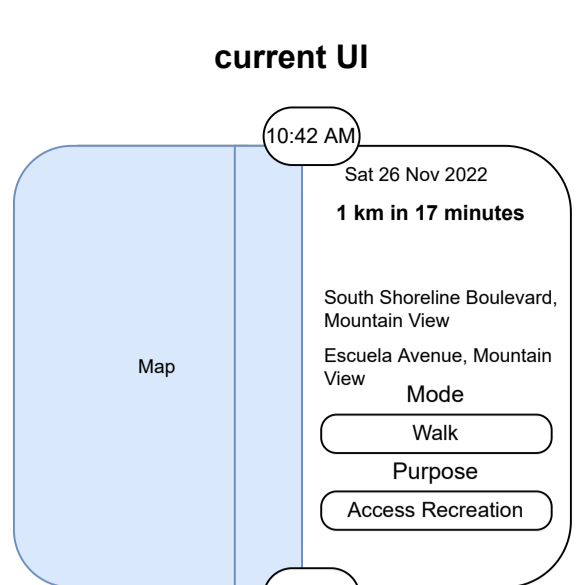 current UI
10:42 AM
Sat 26 Nov 2022
1 km in 17 minutes
South Shoreline Boulevard,
Mountain View
Map
Escuela Avenue, Mountain
View
Mode
Walk
Purpose
Access Recreation